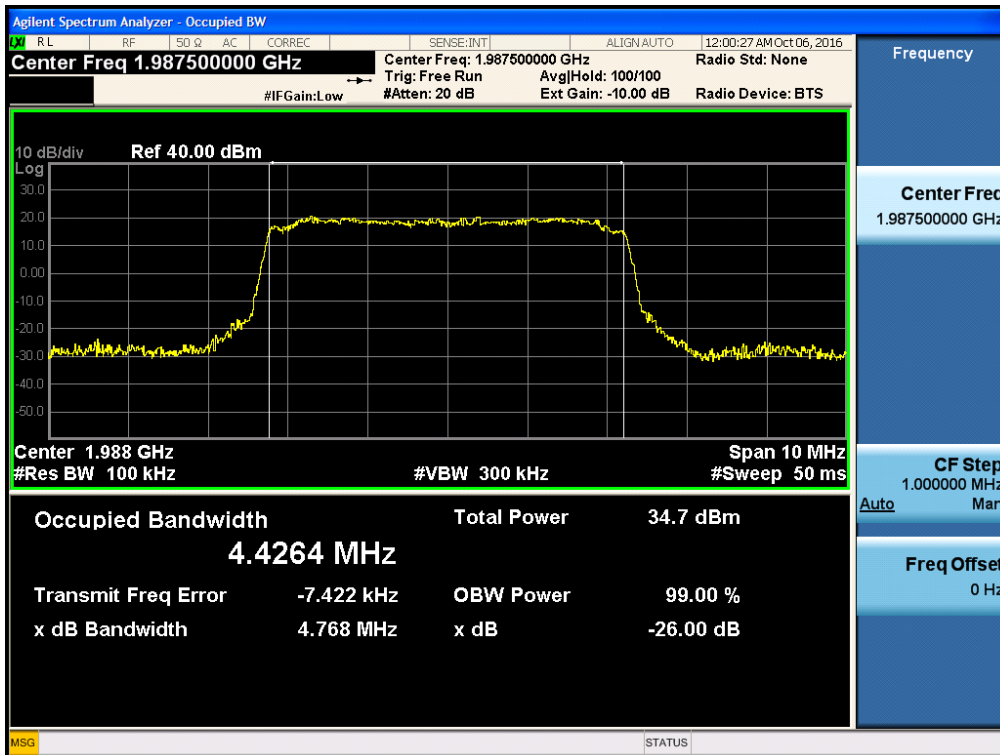 Agilent Spectrum Analyzer - Occupied BW
LXI RL RF 50 Ω AC CORREC SENSE:INT ALIGN AUTO 12:00:27 AM Oct 06, 2016
Center Freq 1.987500000 GHz
Center Freq: 1.987500000 GHz Radio Std: None
Trig: Free Run Avg|Hold: 100/100
#IFGain:Low #Atten: 20 dB Ext Gain: -10.00 dB Radio Device: BTS
10 dB/div Ref 40.00 dBm
Log
30.0
20.0
10.0
0.00
-10.0
-20.0
-30.0
-40.0
-50.0
Center 1.988 GHz Span 10 MHz
#Res BW 100 kHz #VBW 300 kHz #Sweep 50 ms
Occupied Bandwidth Total Power 34.7 dBm
4.4264 MHz
Transmit Freq Error -7.422 kHz OBW Power 99.00 %
x dB Bandwidth 4.768 MHz x dB -26.00 dB
MSG STATUS
Frequency
Center Freq
1.987500000 GHz
CF Step
1.000000 MHz
Auto Man
Freq Offset
0 Hz